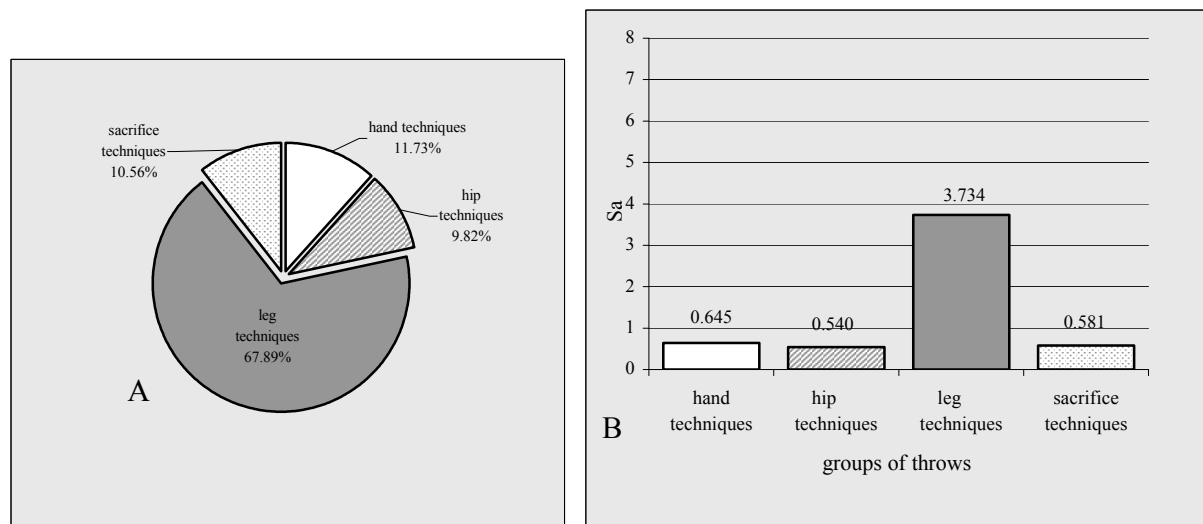 sacrifice
techniques
10.56%
hand techniques
11.73%
hip
techniques
9.82%
leg
techniques
67.89%
A
8
7
6
5
4
3
2
1
0
Sa
0.645
0.540
3.734
0.581
hand
techniques
hip
techniques
leg
techniques
sacrifice
techniques
B
groups of throws